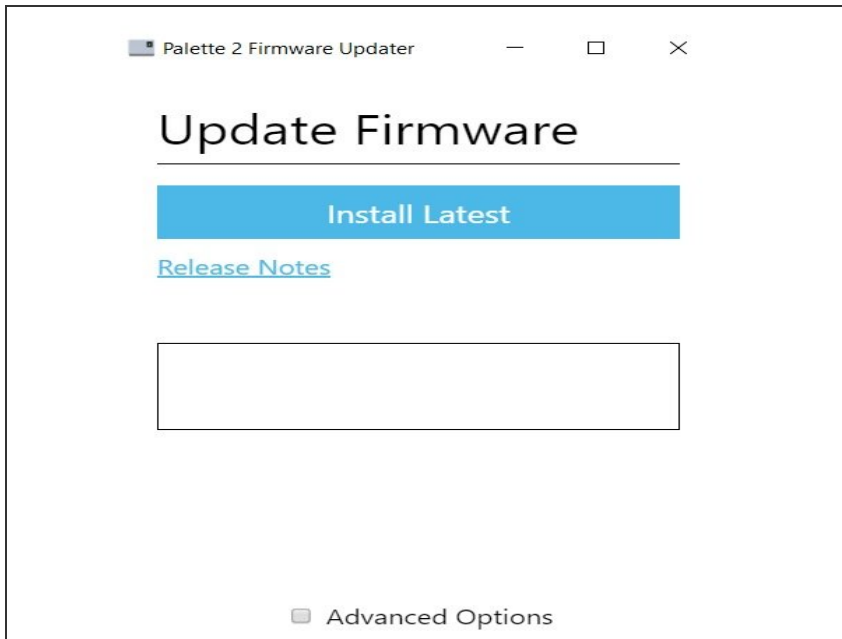 Palette 2 Firmware Updater
Update Firmware
Install Latest
Release Notes
Advanced Options